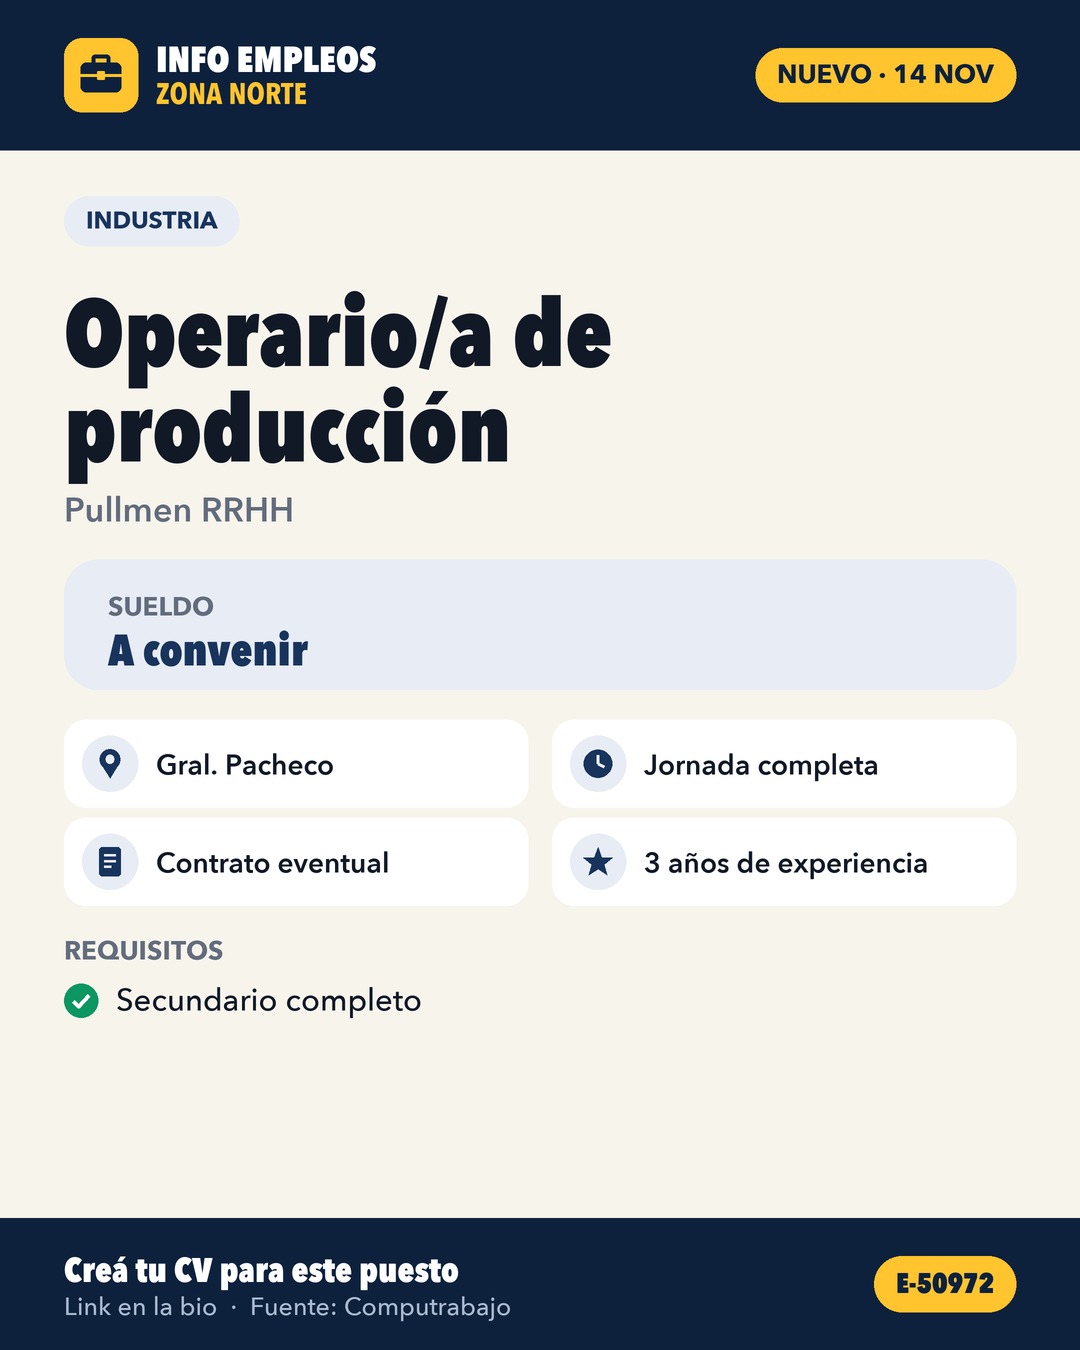 INFO EMPLEOS
ZONA NORTE
NUEVO · 14 NOV
INDUSTRIA
Operario/a de
producción
Pullmen RRHH
SUELDO
A convenir
Gral. Pacheco
Jornada completa
Contrato eventual
3 años de experiencia
REQUISITOS
Secundario completo
Creá tu CV para este puesto
Link en la bio · Fuente: Computrabajo
E-50972